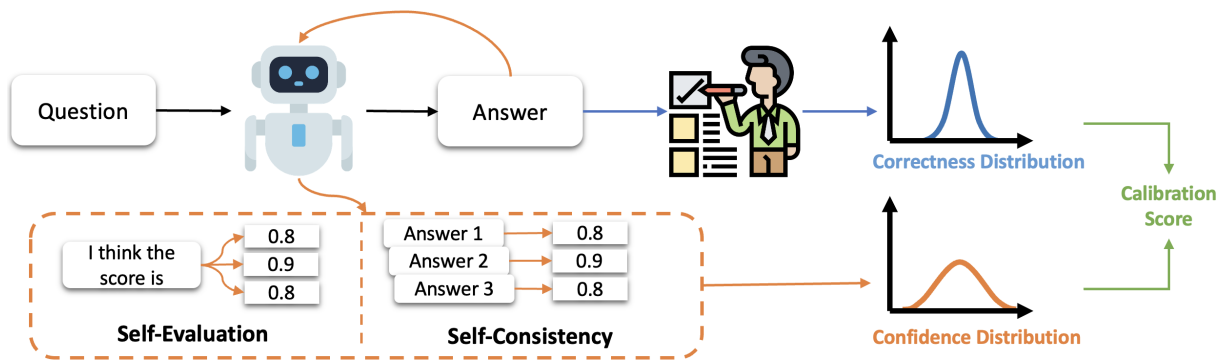 Question
Answer
Correctness Distribution
Calibration
Score
I think the
score is
0.8
0.9
0.8
Self-Evaluation
Answer 1
0.8
Answer 2
0.9
Answer 3
0.8
Self-Consistency
Confidence Distribution